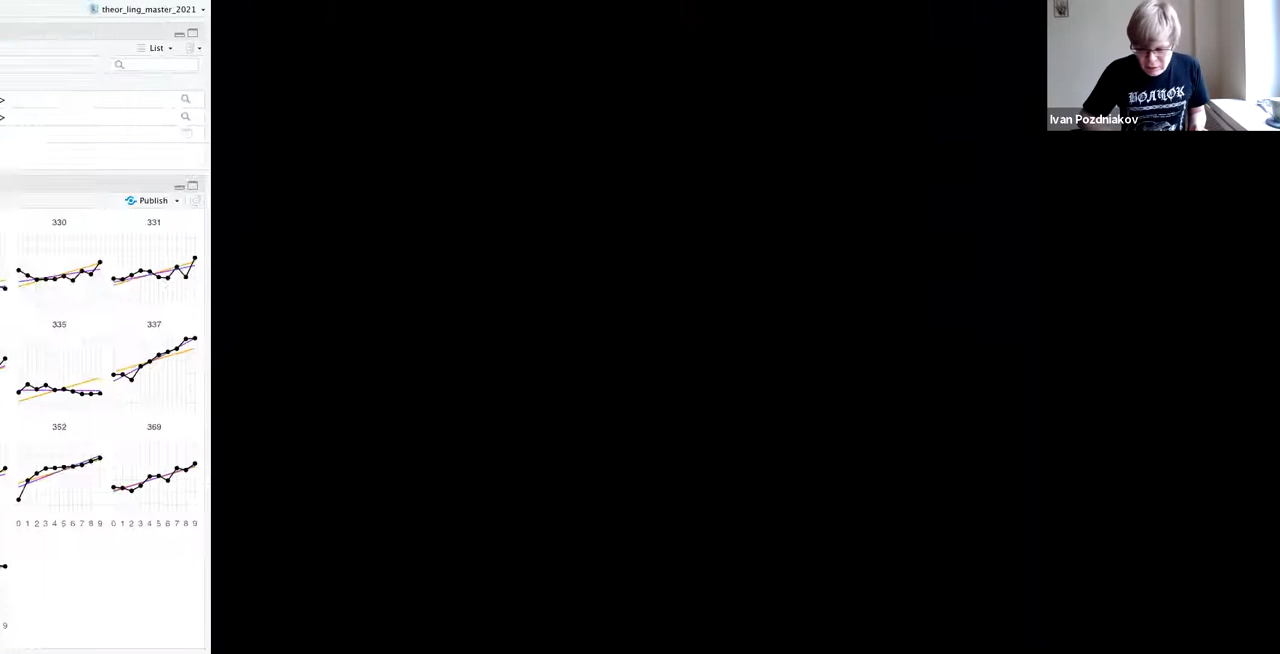 theor_ling_master_2021
List
Publish
330 331
335 337
352 369
0 1 2 3 4 5 6 7 8 9 0 1 2 3 4 5 6 7 8 9
9
ВОЛЧОК
Ivan Pozdniakov